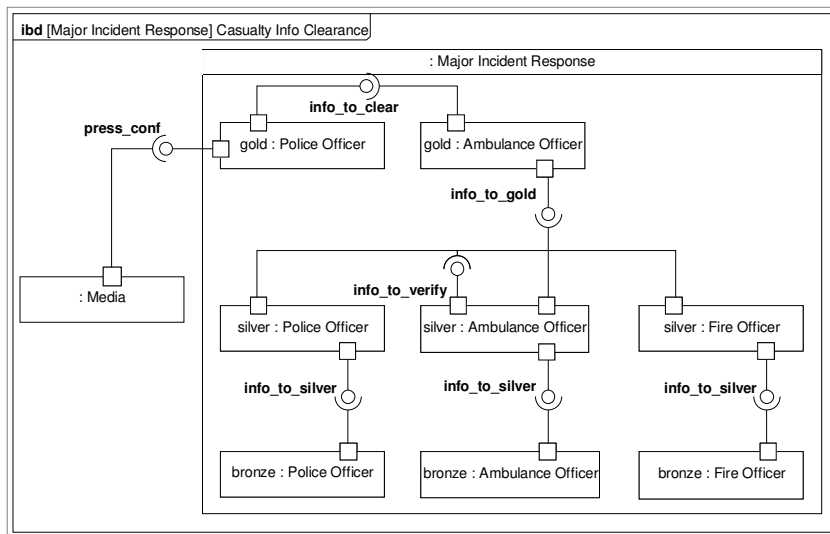 ibd [Major Incident Response] Casualty Info Clearance
: Major Incident Response
info_to_clear
press_conf
gold : Police Officer
gold : Ambulance Officer
info_to_gold
: Media
info_to_verify
silver : Police Officer
silver : Ambulance Officer
silver : Fire Officer
info_to_silver
info_to_silver
info_to_silver
bronze : Police Officer
bronze : Ambulance Officer
bronze : Fire Officer